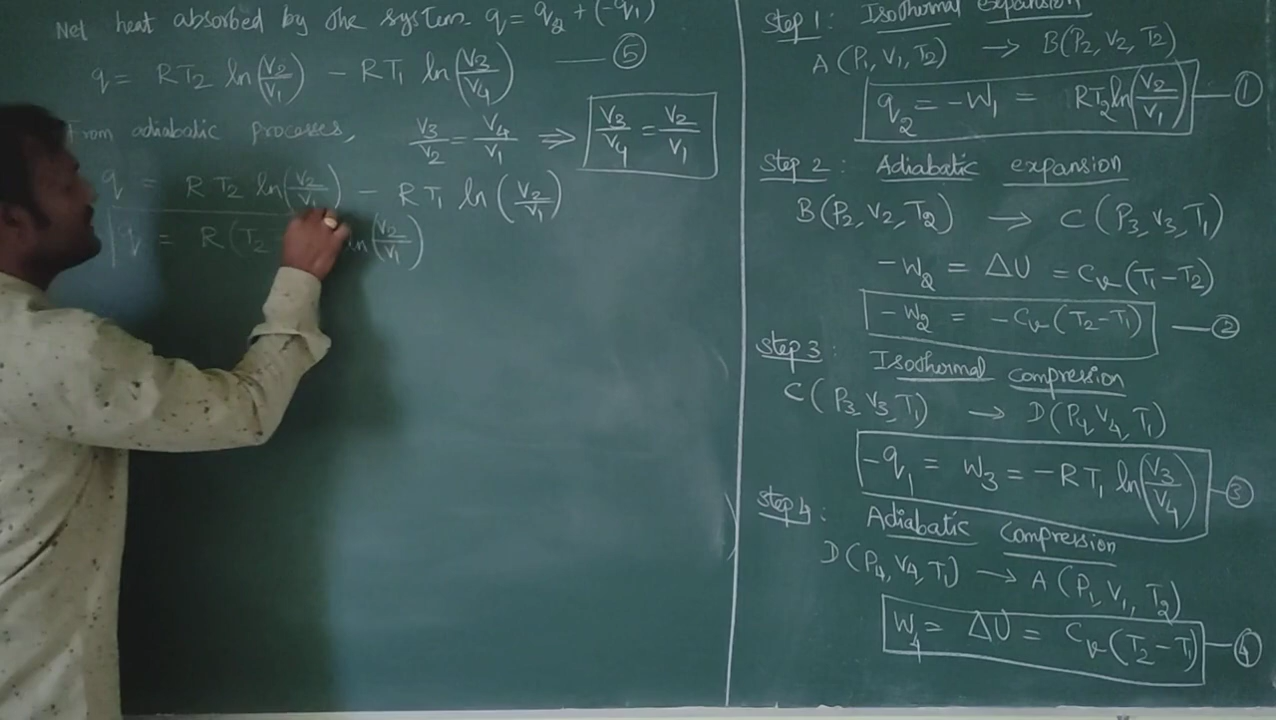 Net heat absorbed by the system. q = q₂ + (-q₁)
q = RT₂ ln(V₂/V₁) - RT₁ ln(V₃/V₄) — ⑤
From adiabatic processes, V₃/V₂ = V₄/V₁ ⇒ V₃/V₄ = V₂/V₁
q = RT₂ ln(V₂/V₁) - RT₁ ln(V₂/V₁)
q = R(T₂ ln(V₂/V₁)
Step 1: Isothermal expansion
A(P₁, V₁, T₂) → B(P₂, V₂, T₂)
q₂ = -W₁ = RT₂ ln(V₂/V₁) — ①
Step 2: Adiabatic expansion
B(P₂, V₂, T₂) → C(P₃, V₃, T₁)
-W₂ = ΔU = Cᵥ(T₁-T₂)
-W₂ = -Cᵥ(T₂-T₁) — ②
Step 3: Isothermal compression
C(P₃, V₃, T₁) → D(P₄, V₄, T₁)
-q₁ = W₃ = -RT₁ ln(V₃/V₄) — ③
Step 4: Adiabatic compression
D(P₄, V₄, T₁) → A(P₁, V₁, T₂)
W₄ = ΔU = Cᵥ(T₂-T₁) — ④